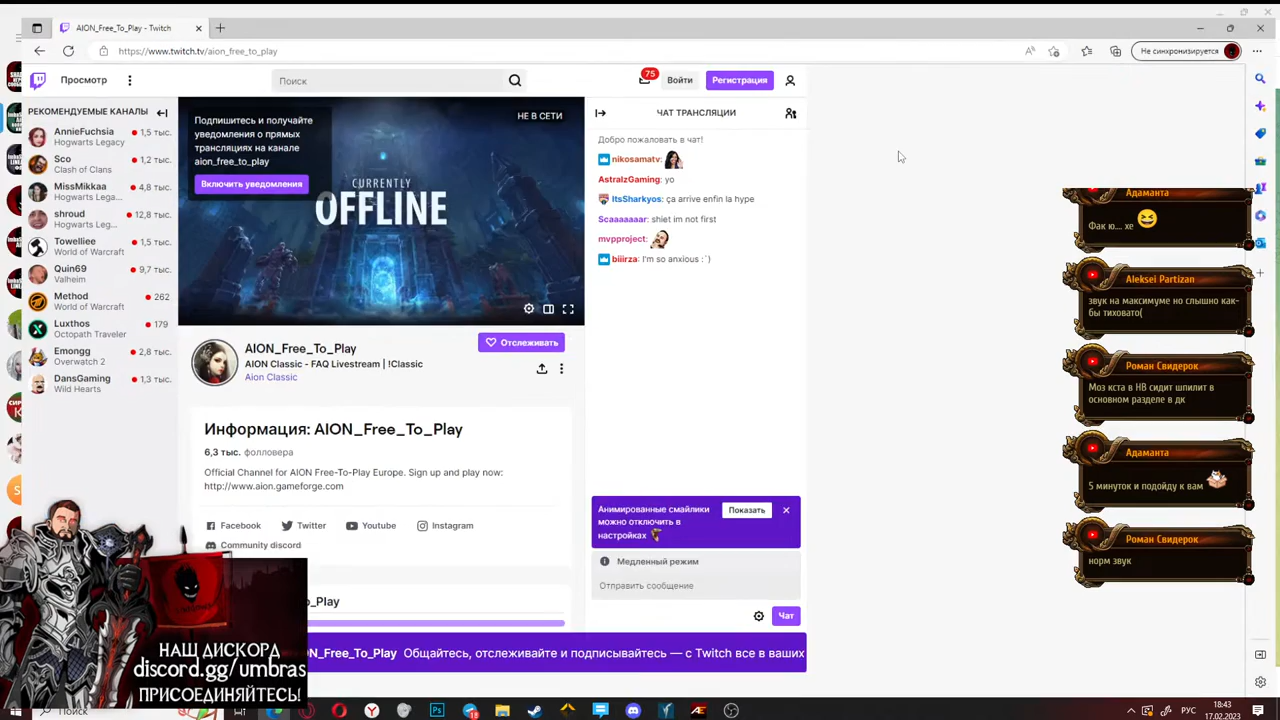 AION_Free_To_Play - Twitch
https://www.twitch.tv/aion_free_to_play
Не синхронизируется
Просмотр
Поиск
75
Войти
Регистрация
РЕКОМЕНДУЕМЫЕ КАНАЛЫ
AnnieFuchsia
1,5 тыс.
Hogwarts Legacy
Sco
1,2 тыс.
Clash of Clans
MissMikkaa
4,8 тыс.
Hogwarts Lega...
shroud
12,8 тыс.
Hogwarts Leg...
Towelliee
1,5 тыс.
World of Warcraft
Quin69
9,7 тыс.
Valheim
Method
262
World of Warcraft
Luxthos
179
Octopath Traveler
Emongg
2,8 тыс.
Overwatch 2
DansGaming
1,3 тыс.
Wild Hearts
Подпишитесь и получайте
уведомления о прямых
трансляциях на канале
aion_free_to_play
Включить уведомления
НЕ В СЕТИ
CURRENTLY
OFFLINE
AION_Free_To_Play
AION Classic - FAQ Livestream | !Classic
Aion Classic
Отслеживать
Информация: AION_Free_To_Play
6,3 тыс. фолловера
Official Channel for AION Free-To-Play Europe. Sign up and play now:
http://www.aion.gameforge.com
Facebook
Twitter
Youtube
Instagram
Community discord
_Play
N_Free_To_Play Общайтесь, отслеживайте и подписывайтесь — с Twitch все в ваших
ЧАТ ТРАНСЛЯЦИИ
Добро пожаловать в чат!
nikosamatv:
AstralzGaming: yo
ItsSharkyos: ça arrive enfin la hype
Scaaaaaaar: shiet im not first
mvpproject:
biiirza: I'm so anxious :`)
Анимированные смайлики
можно отключить в
настройках
Показать
Медленный режим
Отправить сообщение
Чат
Адаманта
Фак ю.... хе
Aleksei Partizan
звук на максимуме но слышно как-
бы тиховато(
Роман Свидерок
Моз кста в НВ сидит шпилит в
основном разделе в дк
Адаманта
5 минуток и подойду к вам
Роман Свидерок
норм звук
НАШ ДИСКОРД
discord.gg/umbras
ПРИСОЕДИНЯЙТЕСЬ!
Поиск
РУС
18:43
17.02.2023